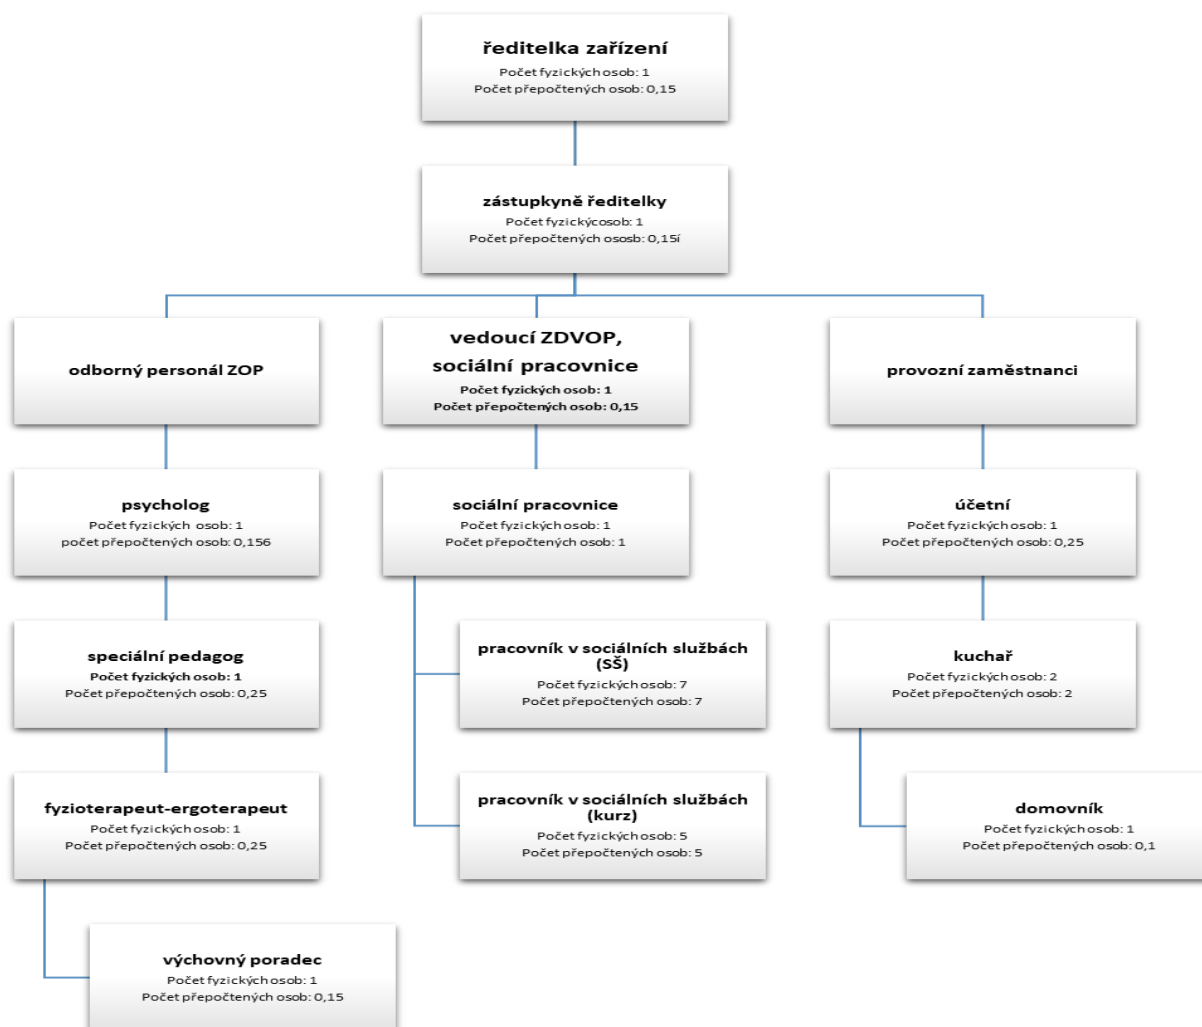 ředitelka zařízení
Počet fyzických osob: 1
Počet přepočtených osob: 0,15
zástupkyně ředitelky
Počet fyzickýcosob: 1
Počet přepočtených ososb: 0,15í
odborný personál ZOP
vedoucí ZDVOP,
sociální pracovnice
Počet fyzických osob: 1
Počet přepočtených osob: 0,15
provozní zaměstnanci
psycholog
Počet fyzických osob: 1
počet přepočtených osob: 0,156
sociální pracovnice
Počet fyzických osob: 1
Počet přepočtených osob: 1
účetní
Počet fyzických osob: 1
Počet přepočtených osob: 0,25
speciální pedagog
Počet fyzických osob: 1
Počet přepočtených osob: 0,25
pracovník v sociálních službách
(SŠ)
Počet fyzických osob: 7
Počet přepočtených osob: 7
kuchař
Počet fyzických osob: 2
Počet přepočtených osob: 2
fyzioterapeut-ergoterapeut
Počet fyzických osob: 1
Počet přepočtených osob: 0,25
pracovník v sociálních službách
(kurz)
Počet fyzických osob: 5
Počet přepočtených osob: 5
domovník
Počet fyzických osob: 1
Počet přepočtených osob: 0,1
výchovný poradec
Počet fyzických osob: 1
Počet přepočtených osob: 0,15